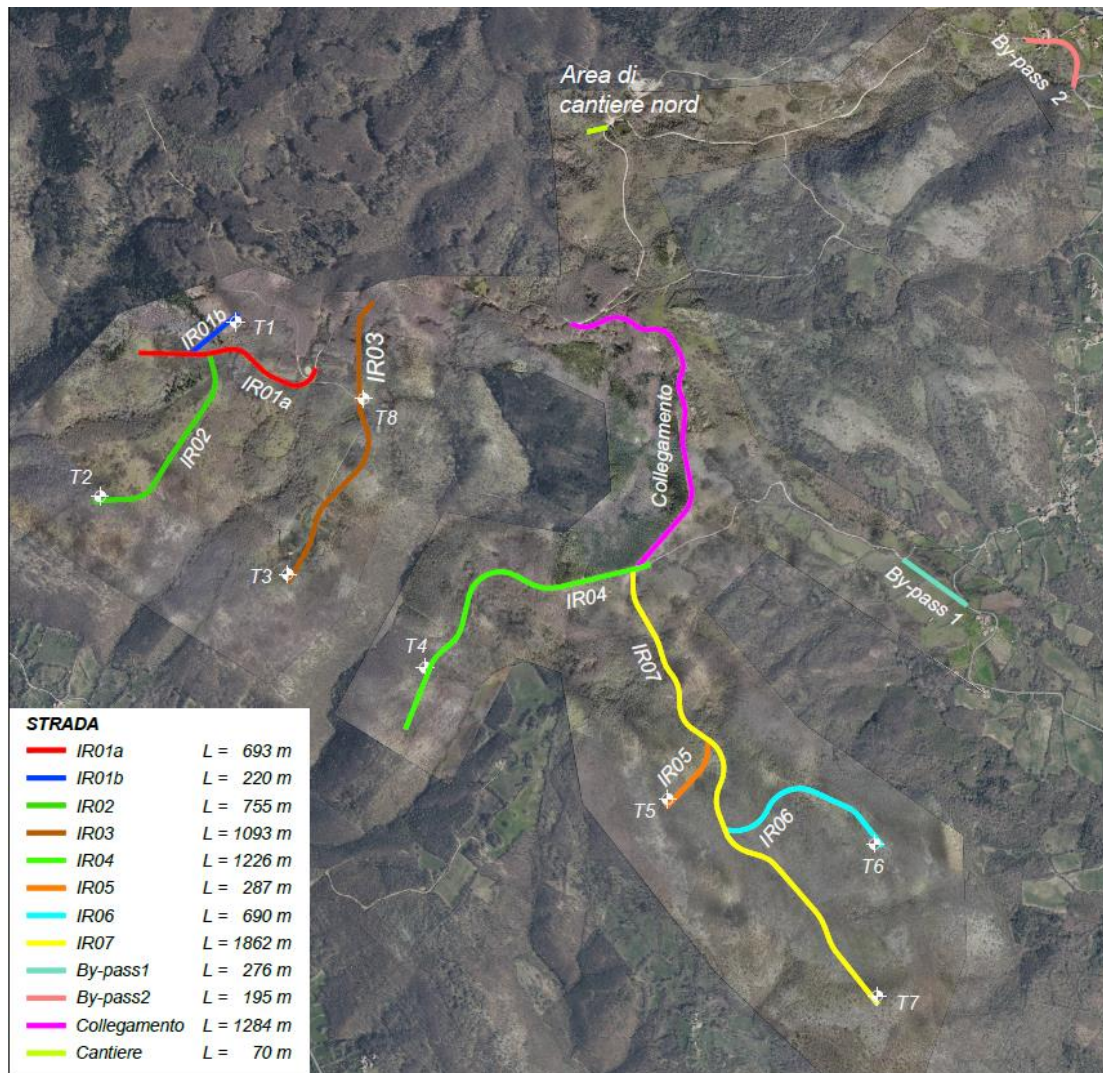 By-pass 2
Area di
cantiere nord
IR01b
T1
IR01a
IR03
T8
IR02
T2
Collegamento
T3
IR04
By-pass 1
T4
IR07
IR05
T5
IR06
T6
T7
STRADA
IR01a L = 693 m
IR01b L = 220 m
IR02 L = 755 m
IR03 L = 1093 m
IR04 L = 1226 m
IR05 L = 287 m
IR06 L = 690 m
IR07 L = 1862 m
By-pass1 L = 276 m
By-pass2 L = 195 m
Collegamento L = 1284 m
Cantiere L = 70 m